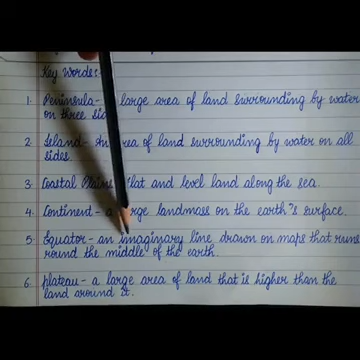 Key Words:-
1. Peninsula- large area of land surrounding by water
on three
2. Island- area of land surrounding by water on all
sides.
3. Coastal Plains flat and level land along the sea.
4. Continent- a large landmass on the earth's surface.
5. Equator- an imaginary line drawn on maps that runs
round the middle of the earth.
6. plateau- a large area of land that is higher than the
land around it.